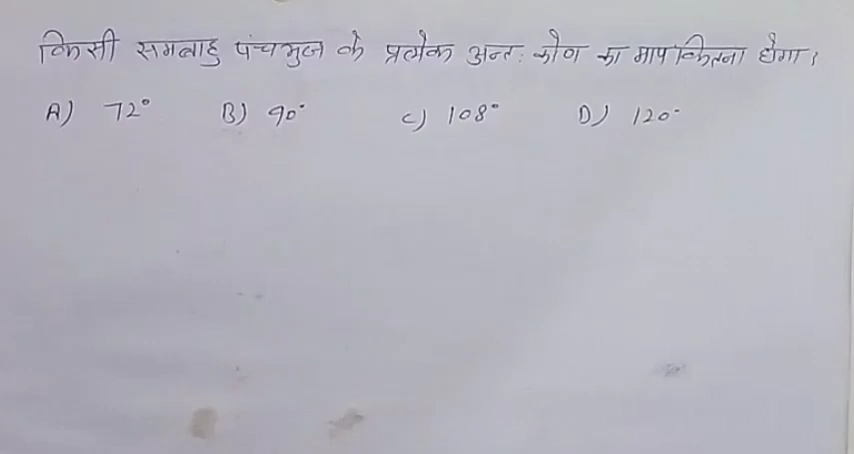 किसी समबाहु पंचभुज के प्रत्येक अन्त: कोण का माप कितना होगा।
A) 72° B) 90° C) 108° D) 120°